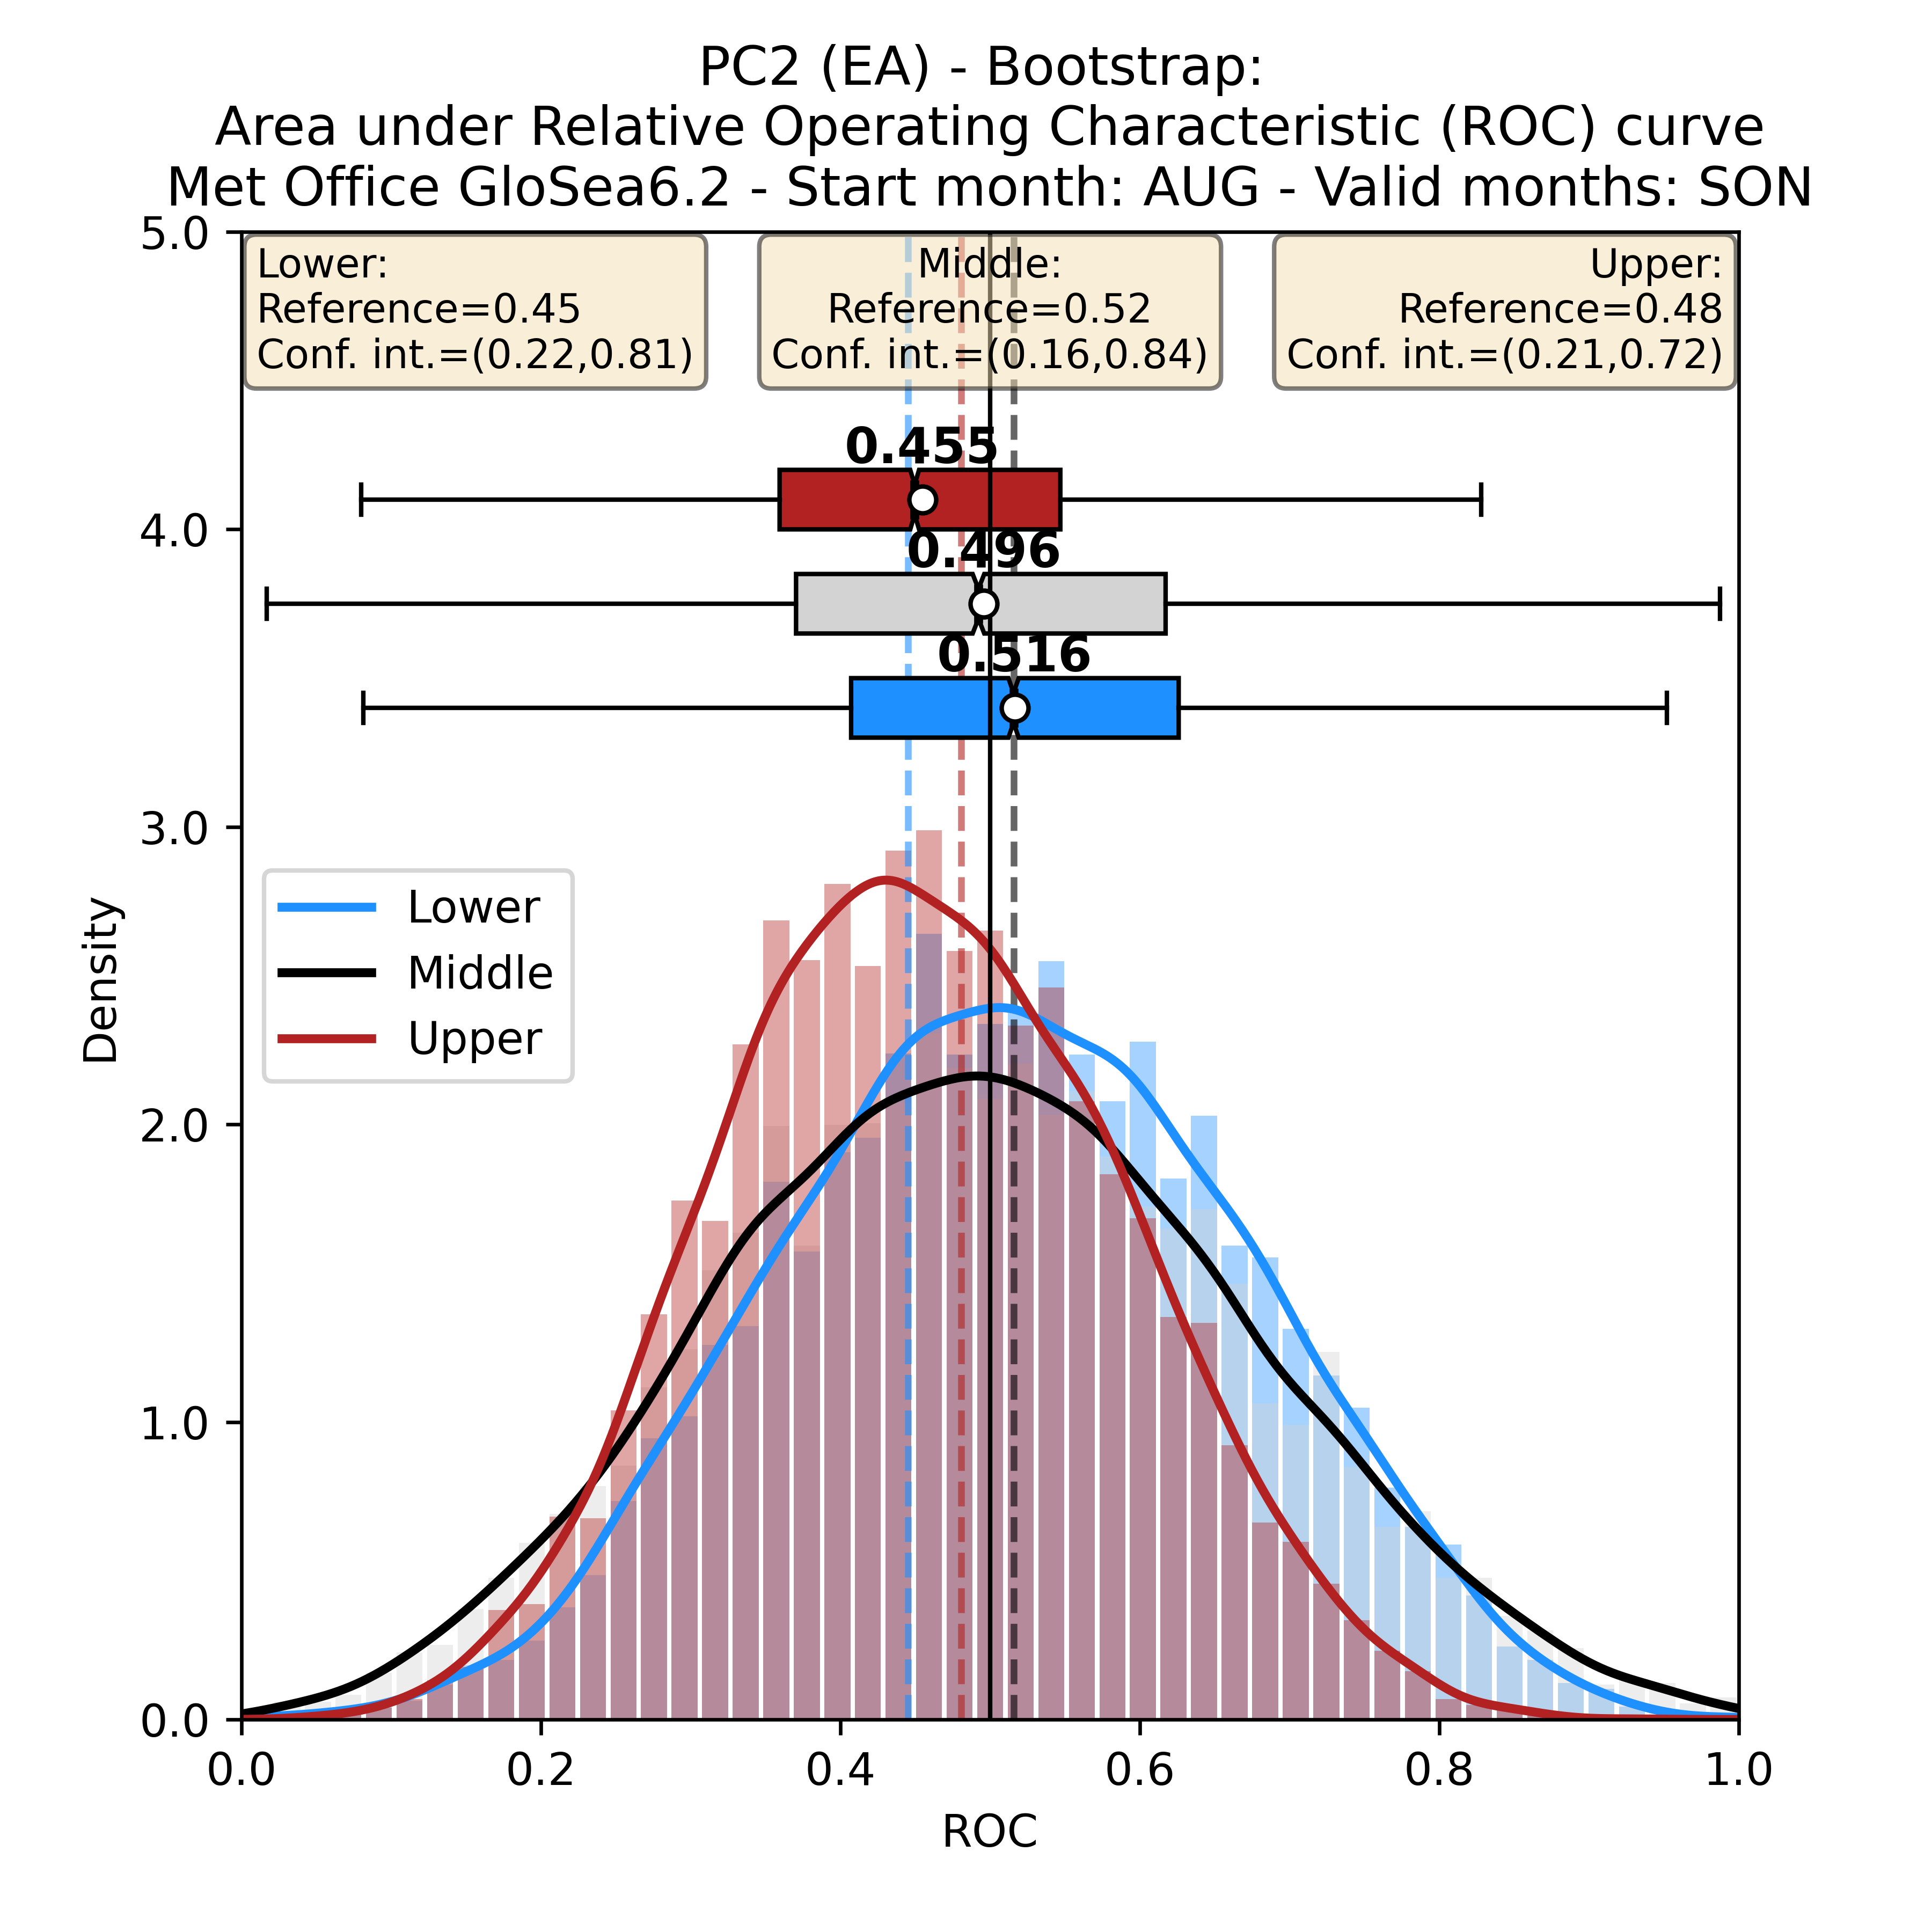 PC2 (EA) - Bootstrap:
Area under Relative Operating Characteristic (ROC) curve
Met Office GloSea6.2 - Start month: AUG - Valid months: SON
Lower:
Reference=0.45
Conf. int.=(0.22,0.81)
Middle:
Reference=0.52
Conf. int.=(0.16,0.84)
Upper:
Reference=0.48
Conf. int.=(0.21,0.72)
0.455
0.496
0.516
5.0
4.0
3.0
2.0
1.0
0.0
Density
Lower
Middle
Upper
0.0
0.2
0.4
0.6
0.8
1.0
ROC